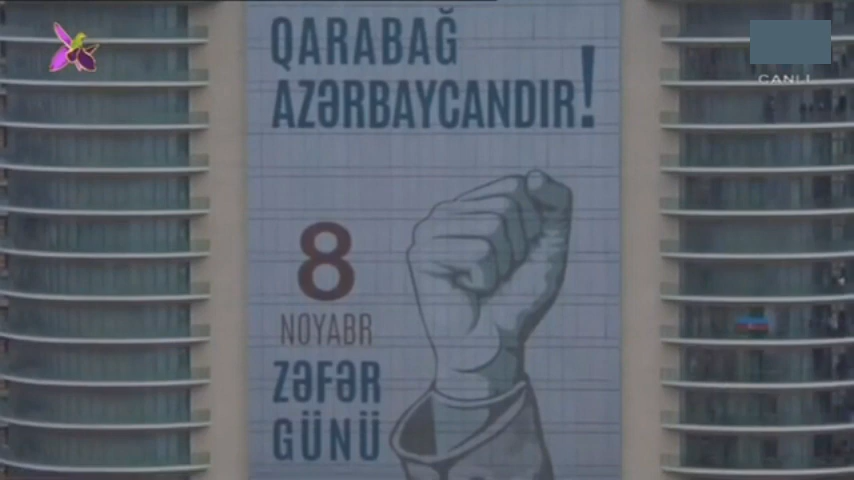 QARABAĞ
AZƏRBAYCANDIR!
8
NOYABR
ZƏFƏR
GÜNÜ
CANLI